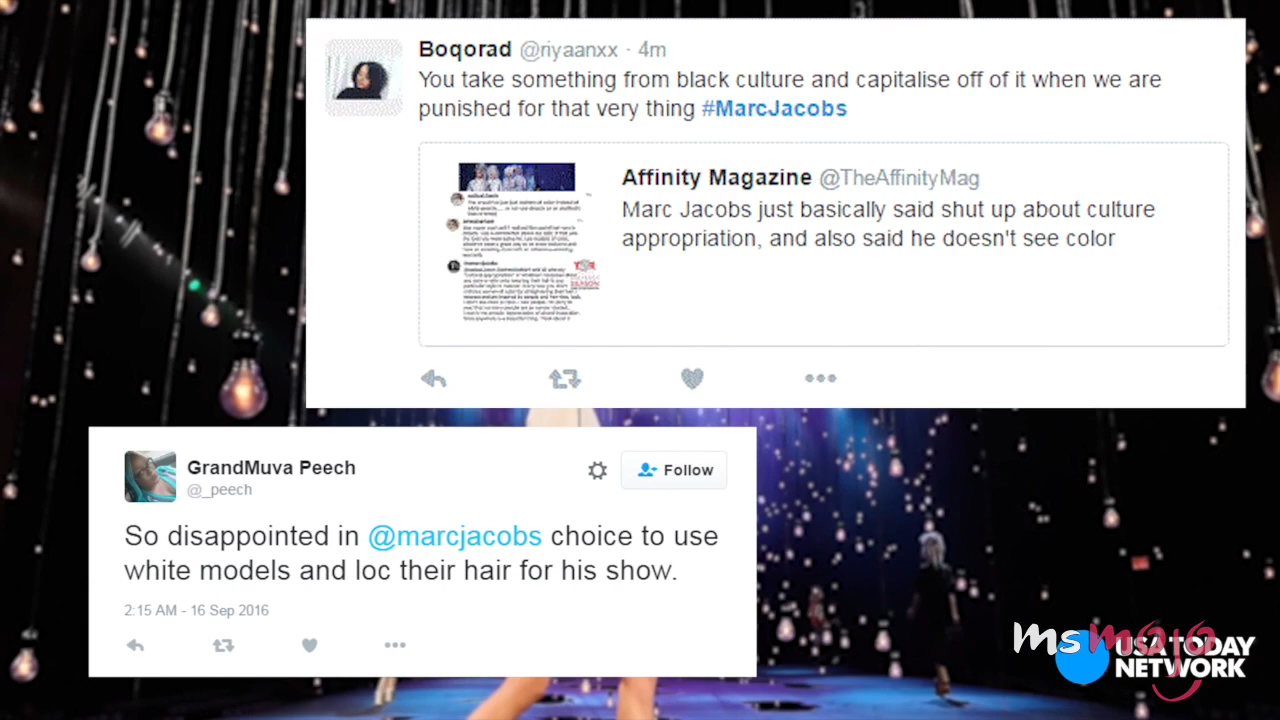 Boqorad @riyaanxx · 4m
You take something from black culture and capitalise off of it when we are
punished for that very thing #MarcJacobs
Affinity Magazine @TheAffinityMag
Marc Jacobs just basically said shut up about culture
appropriation, and also said he doesn't see color
GrandMuva Peech
@_peech
Follow
So disappointed in @marcjacobs choice to use
white models and loc their hair for his show.
2:15 AM - 16 Sep 2016
msmojo
USA TODAY
NETWORK